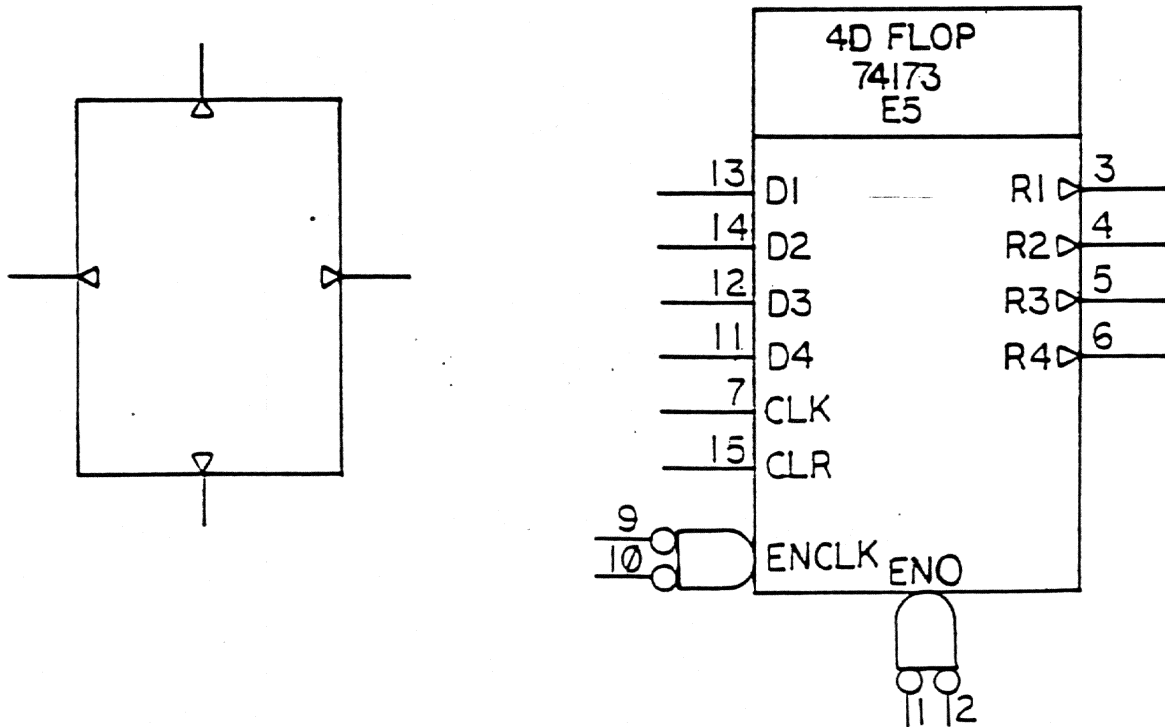 4D FLOP
74173
E5
13 D1 R1 3
14 D2 R2 4
12 D3 R3 5
11 D4 R4 6
7 CLK
15 CLR
9
10 ENCLK
ENO
1 2